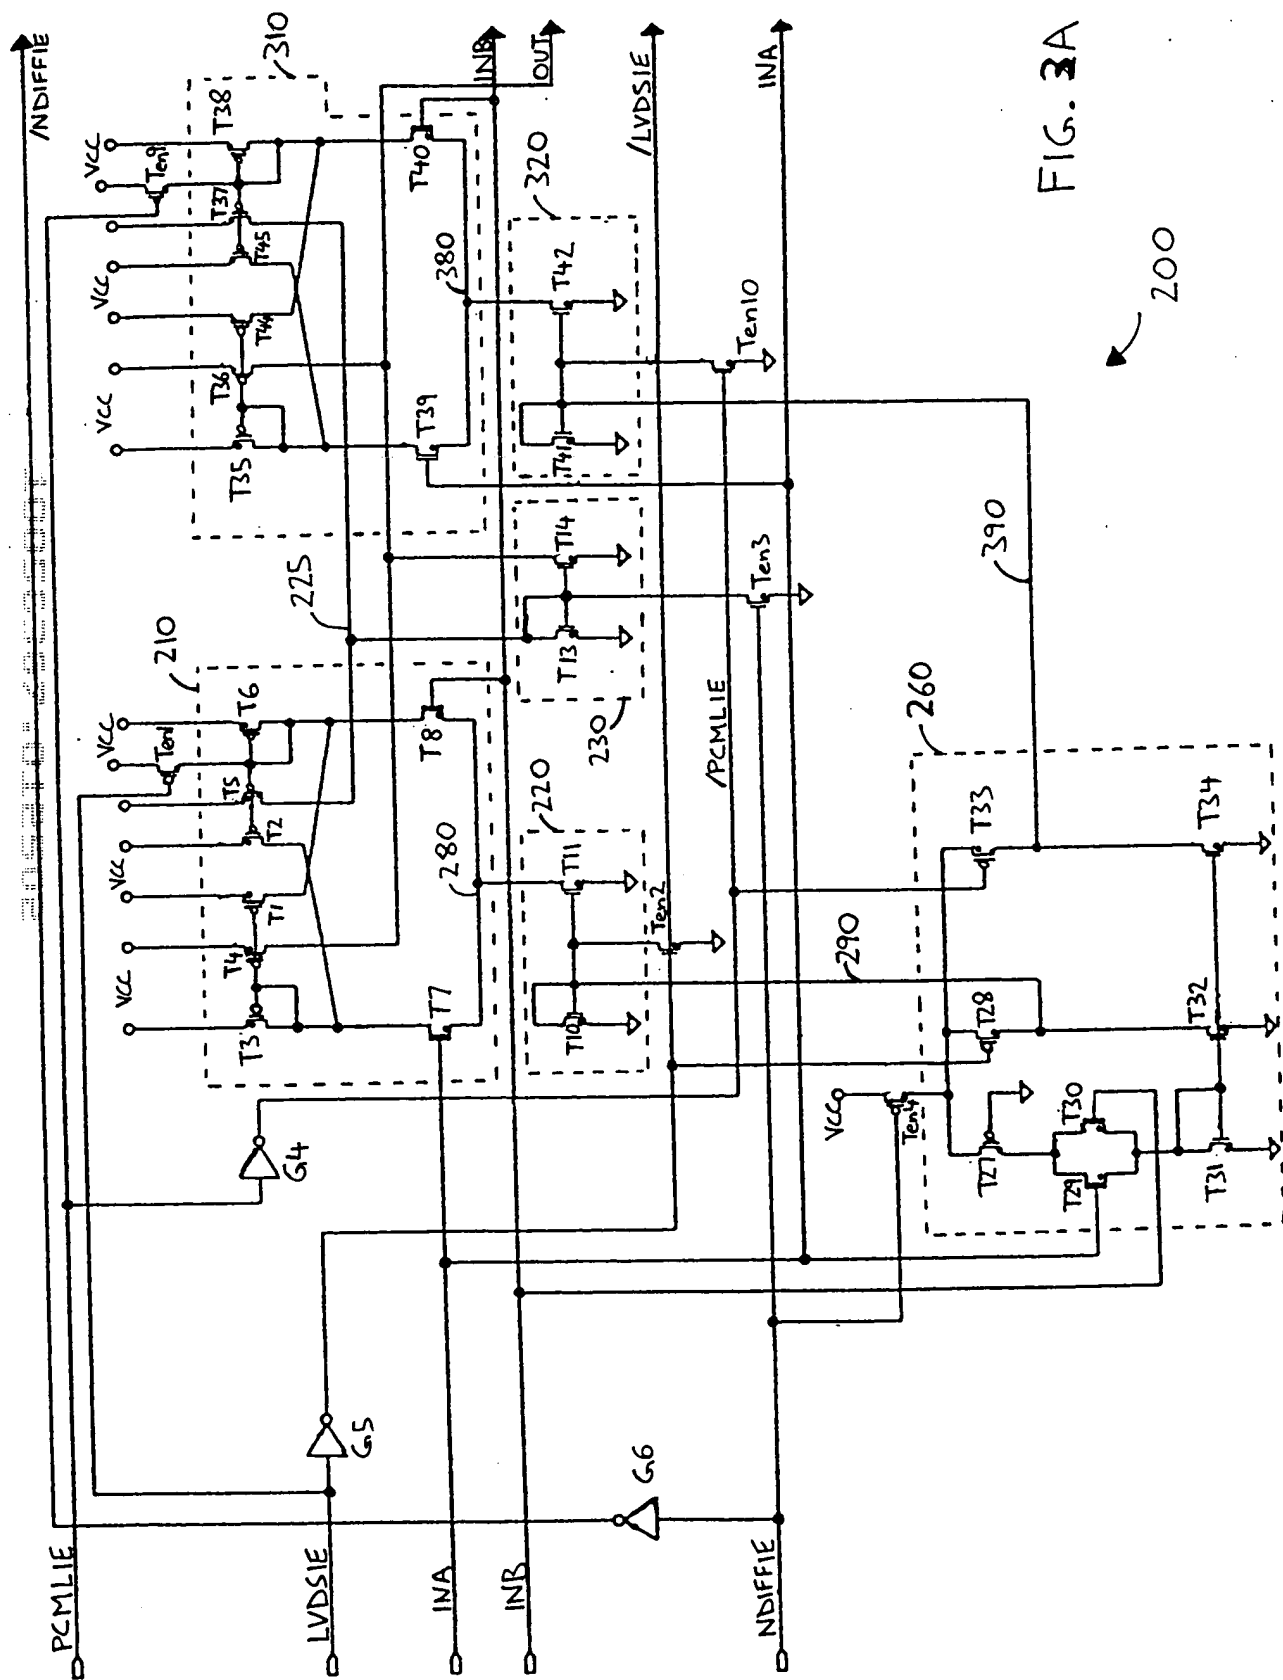 PCMLIE
LVDSIE
INA
INB
NDIFFIE
G4
G5
G6
/NDIFFIE
INB
OUT
/LVDSIE
INA
210
VCC
VCC
VCC
Ten1
T3
T4
T1
T2
T5
T6
T7
T8
280
225
310
VCC
VCC
VCC
Ten9
T35
T36
T44
T45
T37
T38
T39
T40
380
220
T10
T11
Ten2
230
T13
T14
Ten3
320
T41
T42
Ten10
/PCMLIE
290
390
260
VCC
Ten4
T27
T28
T33
T29
T30
T31
T32
T34
200
FIG. 3A